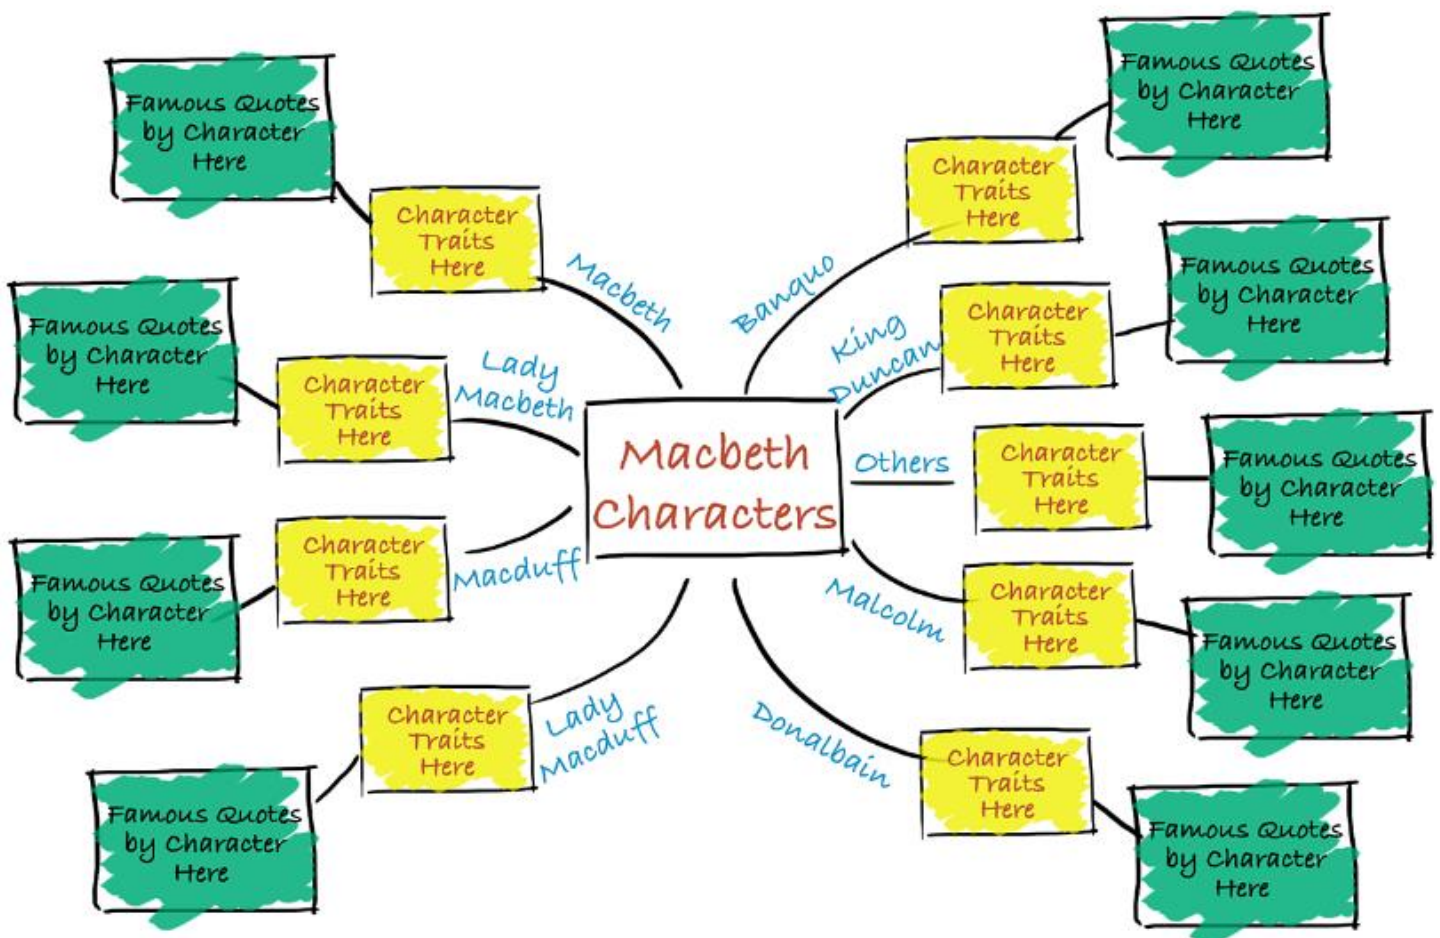 Macbeth
Characters
Macbeth
Character
Traits
Here
Famous Quotes
by Character
Here
Lady
Macbeth
Character
Traits
Here
Famous Quotes
by Character
Here
Macduff
Character
Traits
Here
Famous Quotes
by Character
Here
Lady
Macduff
Character
Traits
Here
Famous Quotes
by Character
Here
Banquo
Character
Traits
Here
Famous Quotes
by Character
Here
King
Duncan
Character
Traits
Here
Famous Quotes
by Character
Here
Others
Character
Traits
Here
Famous Quotes
by Character
Here
Malcolm
Character
Traits
Here
Famous Quotes
by Character
Here
Donalbain
Character
Traits
Here
Famous Quotes
by Character
Here